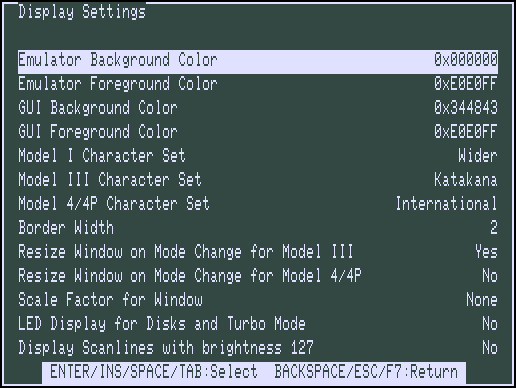 Display Settings
Emulator Background Color 0x000000
Emulator Foreground Color 0xE0E0FF
GUI Background Color 0x344843
GUI Foreground Color 0xE0E0FF
Model I Character Set Wider
Model III Character Set Katakana
Model 4/4P Character Set International
Border Width 2
Resize Window on Mode Change for Model III Yes
Resize Window on Mode Change for Model 4/4P No
Scale Factor for Window None
LED Display for Disks and Turbo Mode No
Display Scanlines with brightness 127 No
ENTER/INS/SPACE/TAB:Select BACKSPACE/ESC/F7:Return